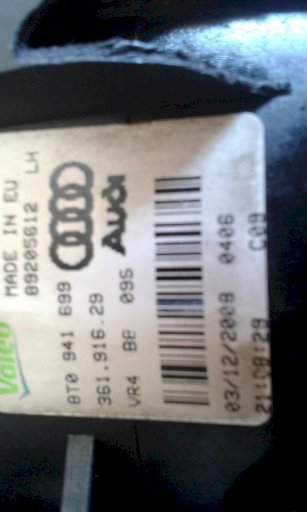 MADE IN EU
89205612 LH
Audi
Valeo
8T0 941 699
361.916.29
VR4 B8 09S
03/12/2008 0406
21:08:29 C09